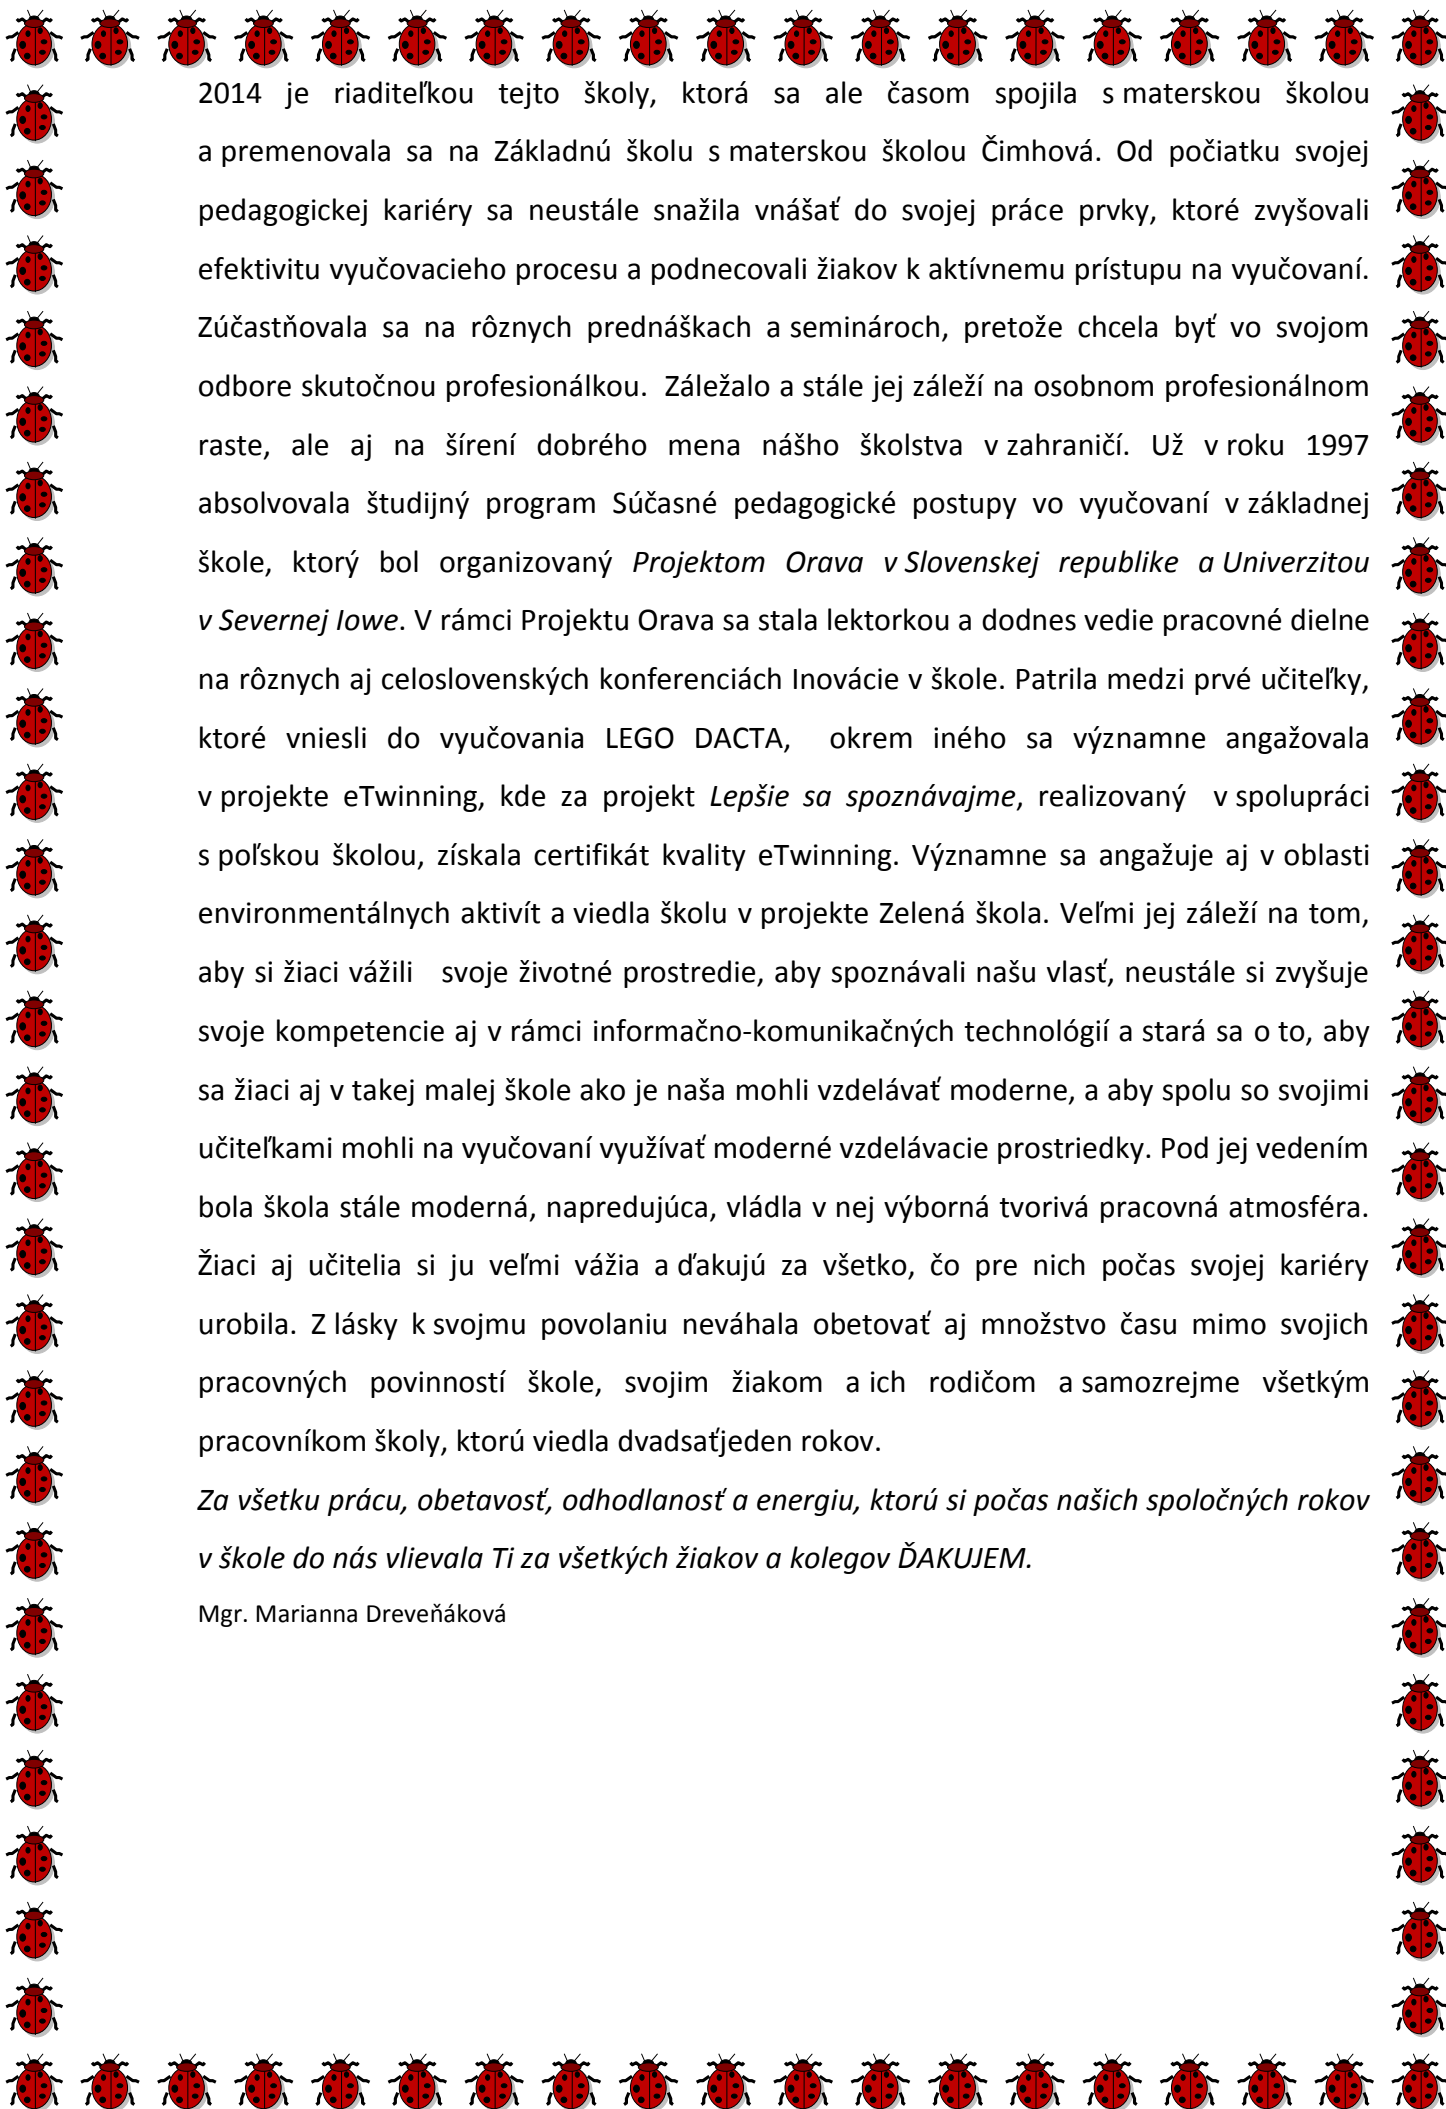 2014 je riaditeľkou tejto školy, ktorá sa ale časom spojila s materskou školou
a premenovala sa na Základnú školu s materskou školou Čimhová. Od počiatku svojej
pedagogickej kariéry sa neustále snažila vnášať do svojej práce prvky, ktoré zvyšovali
efektivitu vyučovacieho procesu a podnecovali žiakov k aktívnemu prístupu na vyučovaní.
Zúčastňovala sa na rôznych prednáškach a seminároch, pretože chcela byť vo svojom
odbore skutočnou profesionálkou. Záležalo a stále jej záleží na osobnom profesionálnom
raste, ale aj na šírení dobrého mena nášho školstva v zahraničí. Už v roku 1997
absolvovala študijný program Súčasné pedagogické postupy vo vyučovaní v základnej
škole, ktorý bol organizovaný Projektom Orava v Slovenskej republike a Univerzitou
v Severnej Iowe. V rámci Projektu Orava sa stala lektorkou a dodnes vedie pracovné dielne
na rôznych aj celoslovenských konferenciách Inovácie v škole. Patrila medzi prvé učiteľky,
ktoré vniesli do vyučovania LEGO DACTA, okrem iného sa významne angažovala
v projekte eTwinning, kde za projekt Lepšie sa spoznávajme, realizovaný v spolupráci
s poľskou školou, získala certifikát kvality eTwinning. Významne sa angažuje aj v oblasti
environmentálnych aktivít a viedla školu v projekte Zelená škola. Veľmi jej záleží na tom,
aby si žiaci vážili svoje životné prostredie, aby spoznávali našu vlasť, neustále si zvyšuje
svoje kompetencie aj v rámci informačno-komunikačných technológií a stará sa o to, aby
sa žiaci aj v takej malej škole ako je naša mohli vzdelávať moderne, a aby spolu so svojimi
učiteľkami mohli na vyučovaní využívať moderné vzdelávacie prostriedky. Pod jej vedením
bola škola stále moderná, napredujúca, vládla v nej výborná tvorivá pracovná atmosféra.
Žiaci aj učitelia si ju veľmi vážia a ďakujú za všetko, čo pre nich počas svojej kariéry
urobila. Z lásky k svojmu povolaniu neváhala obetovať aj množstvo času mimo svojich
pracovných povinností škole, svojim žiakom a ich rodičom a samozrejme všetkým
pracovníkom školy, ktorú viedla dvadsaťjeden rokov.
Za všetku prácu, obetavosť, odhodlanosť a energiu, ktorú si počas našich spoločných rokov
v škole do nás vlievala Ti za všetkých žiakov a kolegov ĎAKUJEM.
Mgr. Marianna Dreveňáková